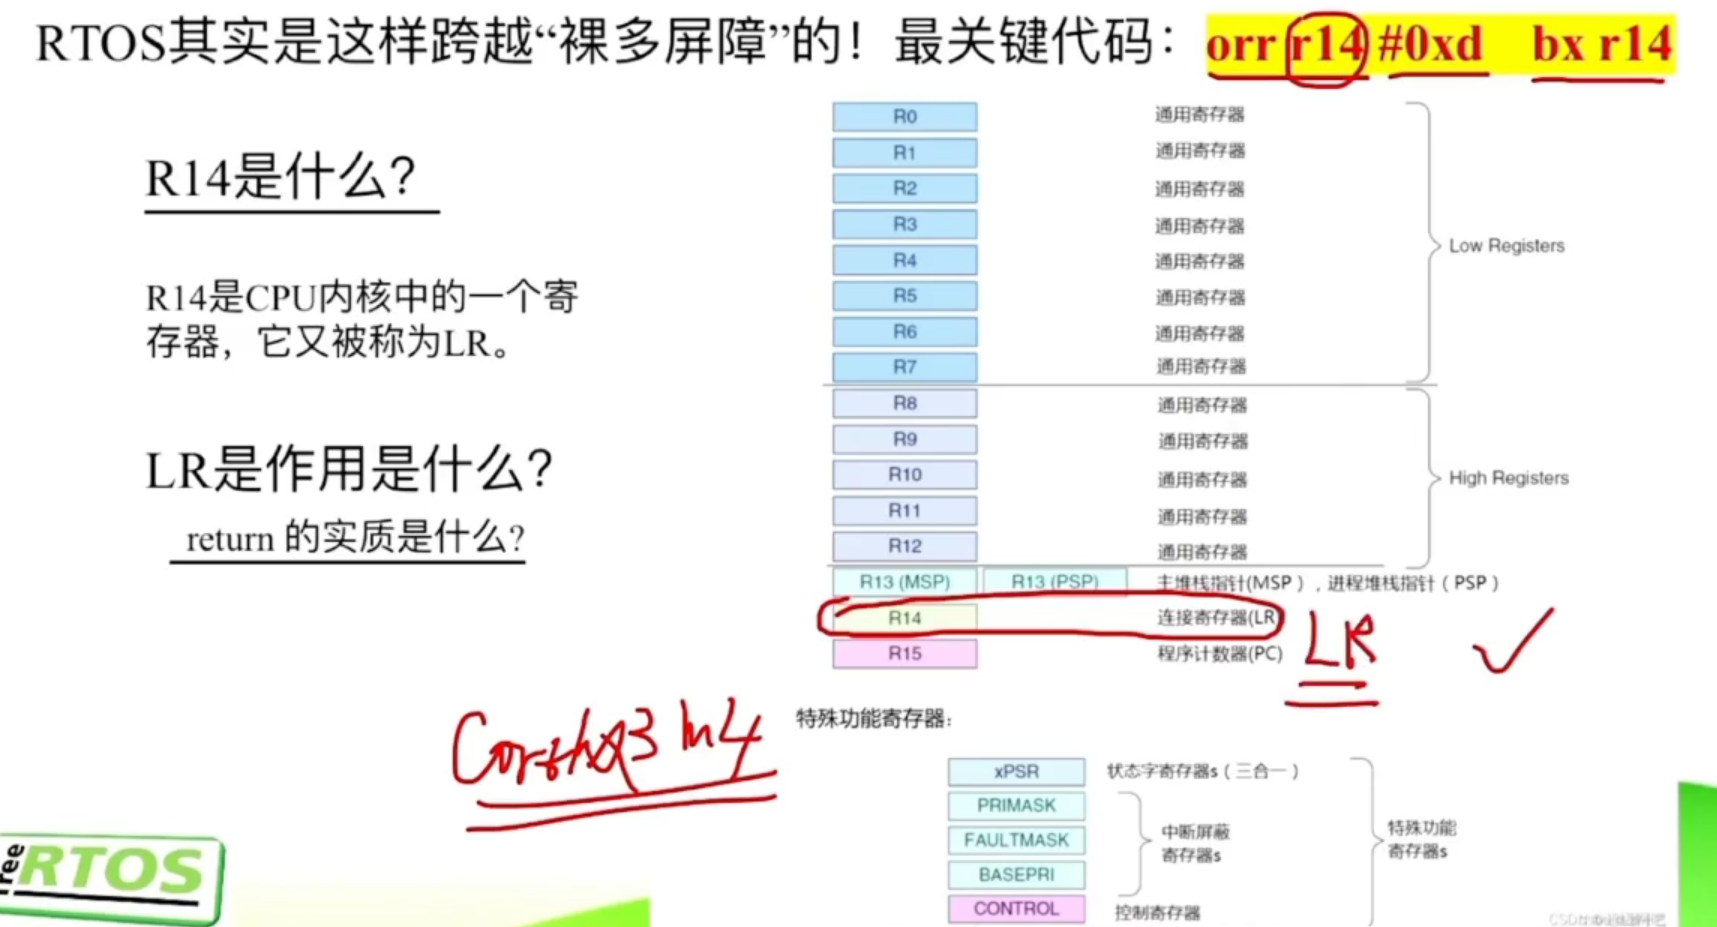 RTOS其实是这样跨越“裸多屏障”的！最关键代码：orr r14 #0xd bx r14
R14是什么？
R14是CPU内核中的一个寄
存器，它又被称为LR。
LR是作用是什么？
return 的实质是什么?
R0 通用寄存器
R1 通用寄存器
R2 通用寄存器
R3 通用寄存器
R4 通用寄存器
R5 通用寄存器
R6 通用寄存器
R7 通用寄存器
Low Registers
R8 通用寄存器
R9 通用寄存器
R10 通用寄存器
R11 通用寄存器
R12 通用寄存器
High Registers
R13 (MSP) R13 (PSP) 主堆栈指针(MSP)，进程堆栈指针（PSP）
R14 连接寄存器(LR)
R15 程序计数器(PC)
LR
特殊功能寄存器：
xPSR 状态字寄存器s（三合一）
PRIMASK
FAULTMASK
BASEPRI
中断屏蔽
寄存器s
CONTROL 控制寄存器
特殊功能
寄存器s
RTOS